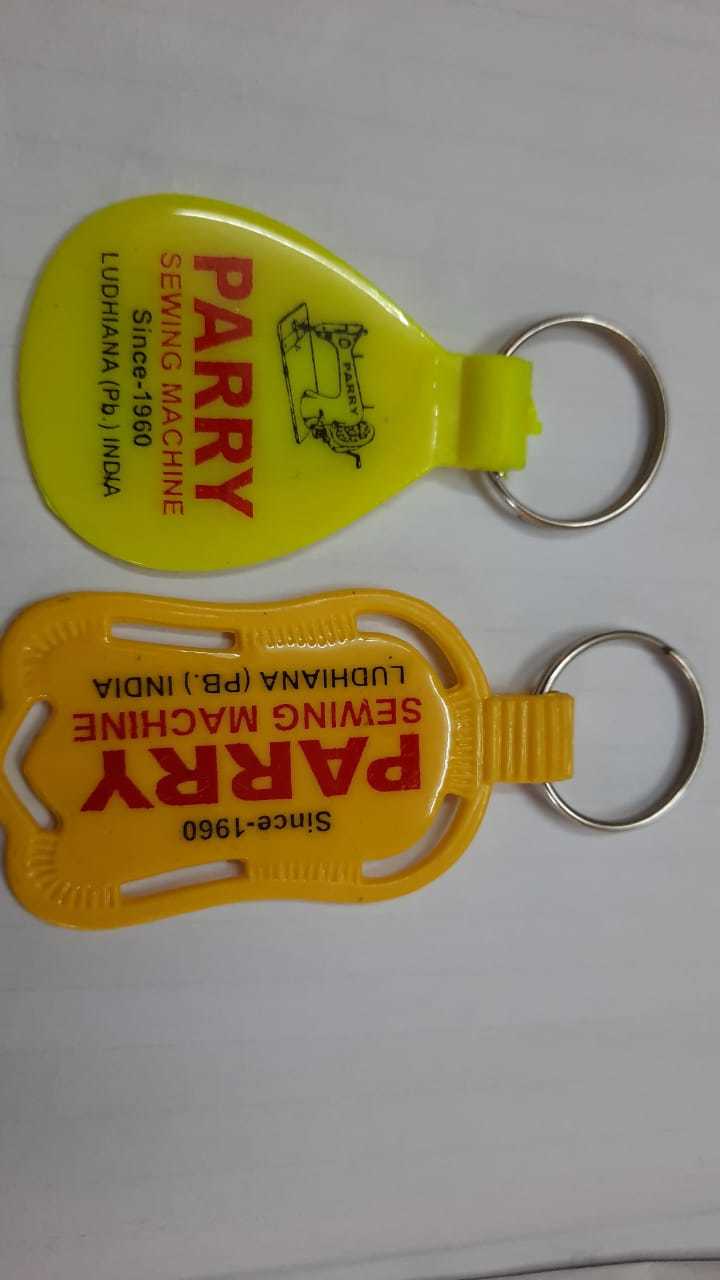 PARRY
PARRY
SEWING MACHINE
Since-1960
LUDHIANA (Pb.) INDIA
Since-1960
PARRY
SEWING MACHINE
LUDHIANA (PB.) INDIA